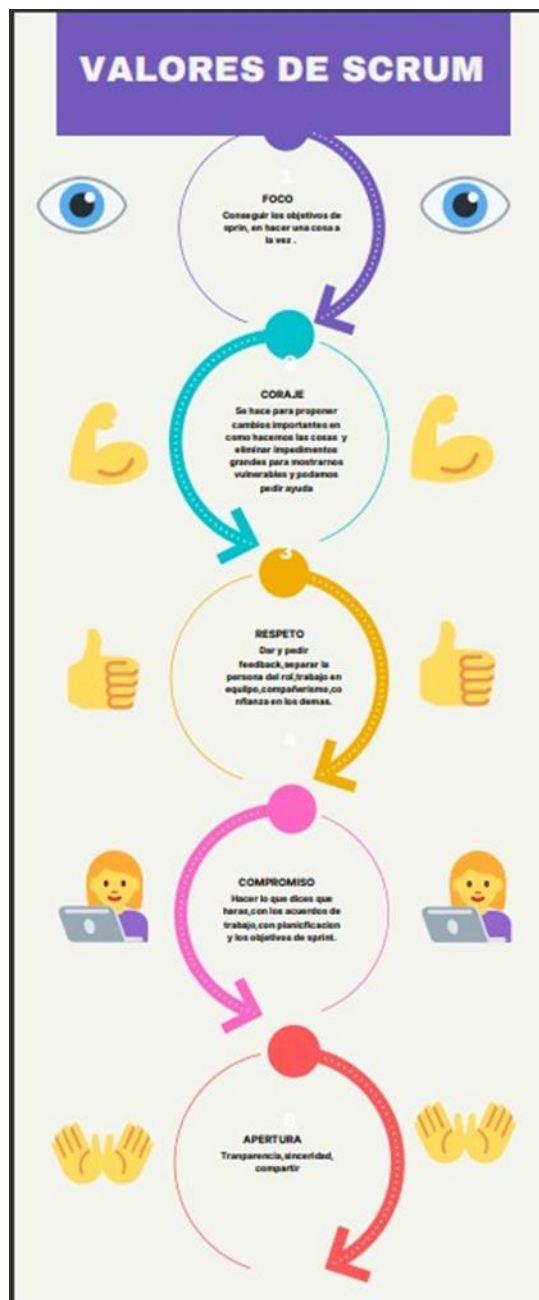 VALORES DE SCRUM
1
FOCO
Conseguir los objetivos de
sprin, en hacer una cosa a
la vez .
2
CORAJE
Se hace para proponer
cambios importantes en
como hacemos las cosas y
eliminar impedimentos
grandes para mostrarnos
vulnerables y podamos
pedir ayuda
3
RESPETO
Dar y pedir
feedback,separar la
persona del rol,trabajo en
equipo,compañerismo,co
nfianza en los demas.
4
COMPROMISO
Hacer lo que dices que
haras,con los acuerdos de
trabajo,con planicficacion
y los objetivos de sprint.
APERTURA
Tranparencia,sinceridad,
compartir